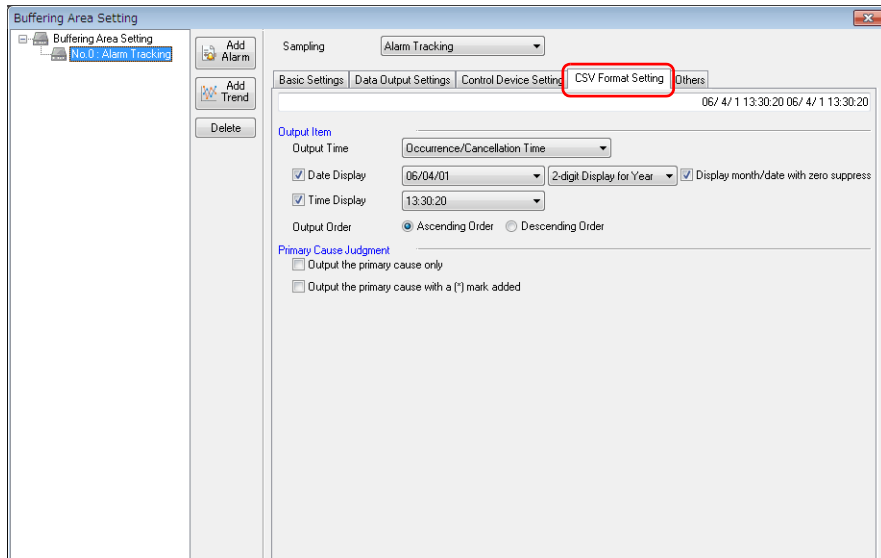 Buffering Area Setting
Buffering Area Setting
No.0 : Alarm Tracking
Add Alarm
Add Trend
Delete
Sampling Alarm Tracking
Basic Settings Data Output Settings Control Device Setting CSV Format Setting Others
06/ 4/ 1 13:30:20 06/ 4/ 1 13:30:20
Output Item
Output Time Occurrence/Cancellation Time
Date Display 06/04/01 2-digit Display for Year Display month/date with zero suppress
Time Display 13:30:20
Output Order Ascending Order Descending Order
Primary Cause Judgment
Output the primary cause only
Output the primary cause with a (*) mark added